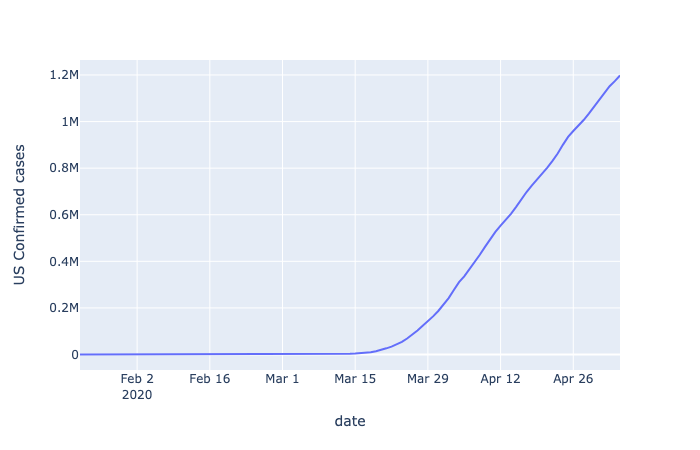 US Confirmed cases
1.2M
1M
0.8M
0.6M
0.4M
0.2M
0
Feb 2 Feb 16 Mar 1 Mar 15 Mar 29 Apr 12 Apr 26
2020
date